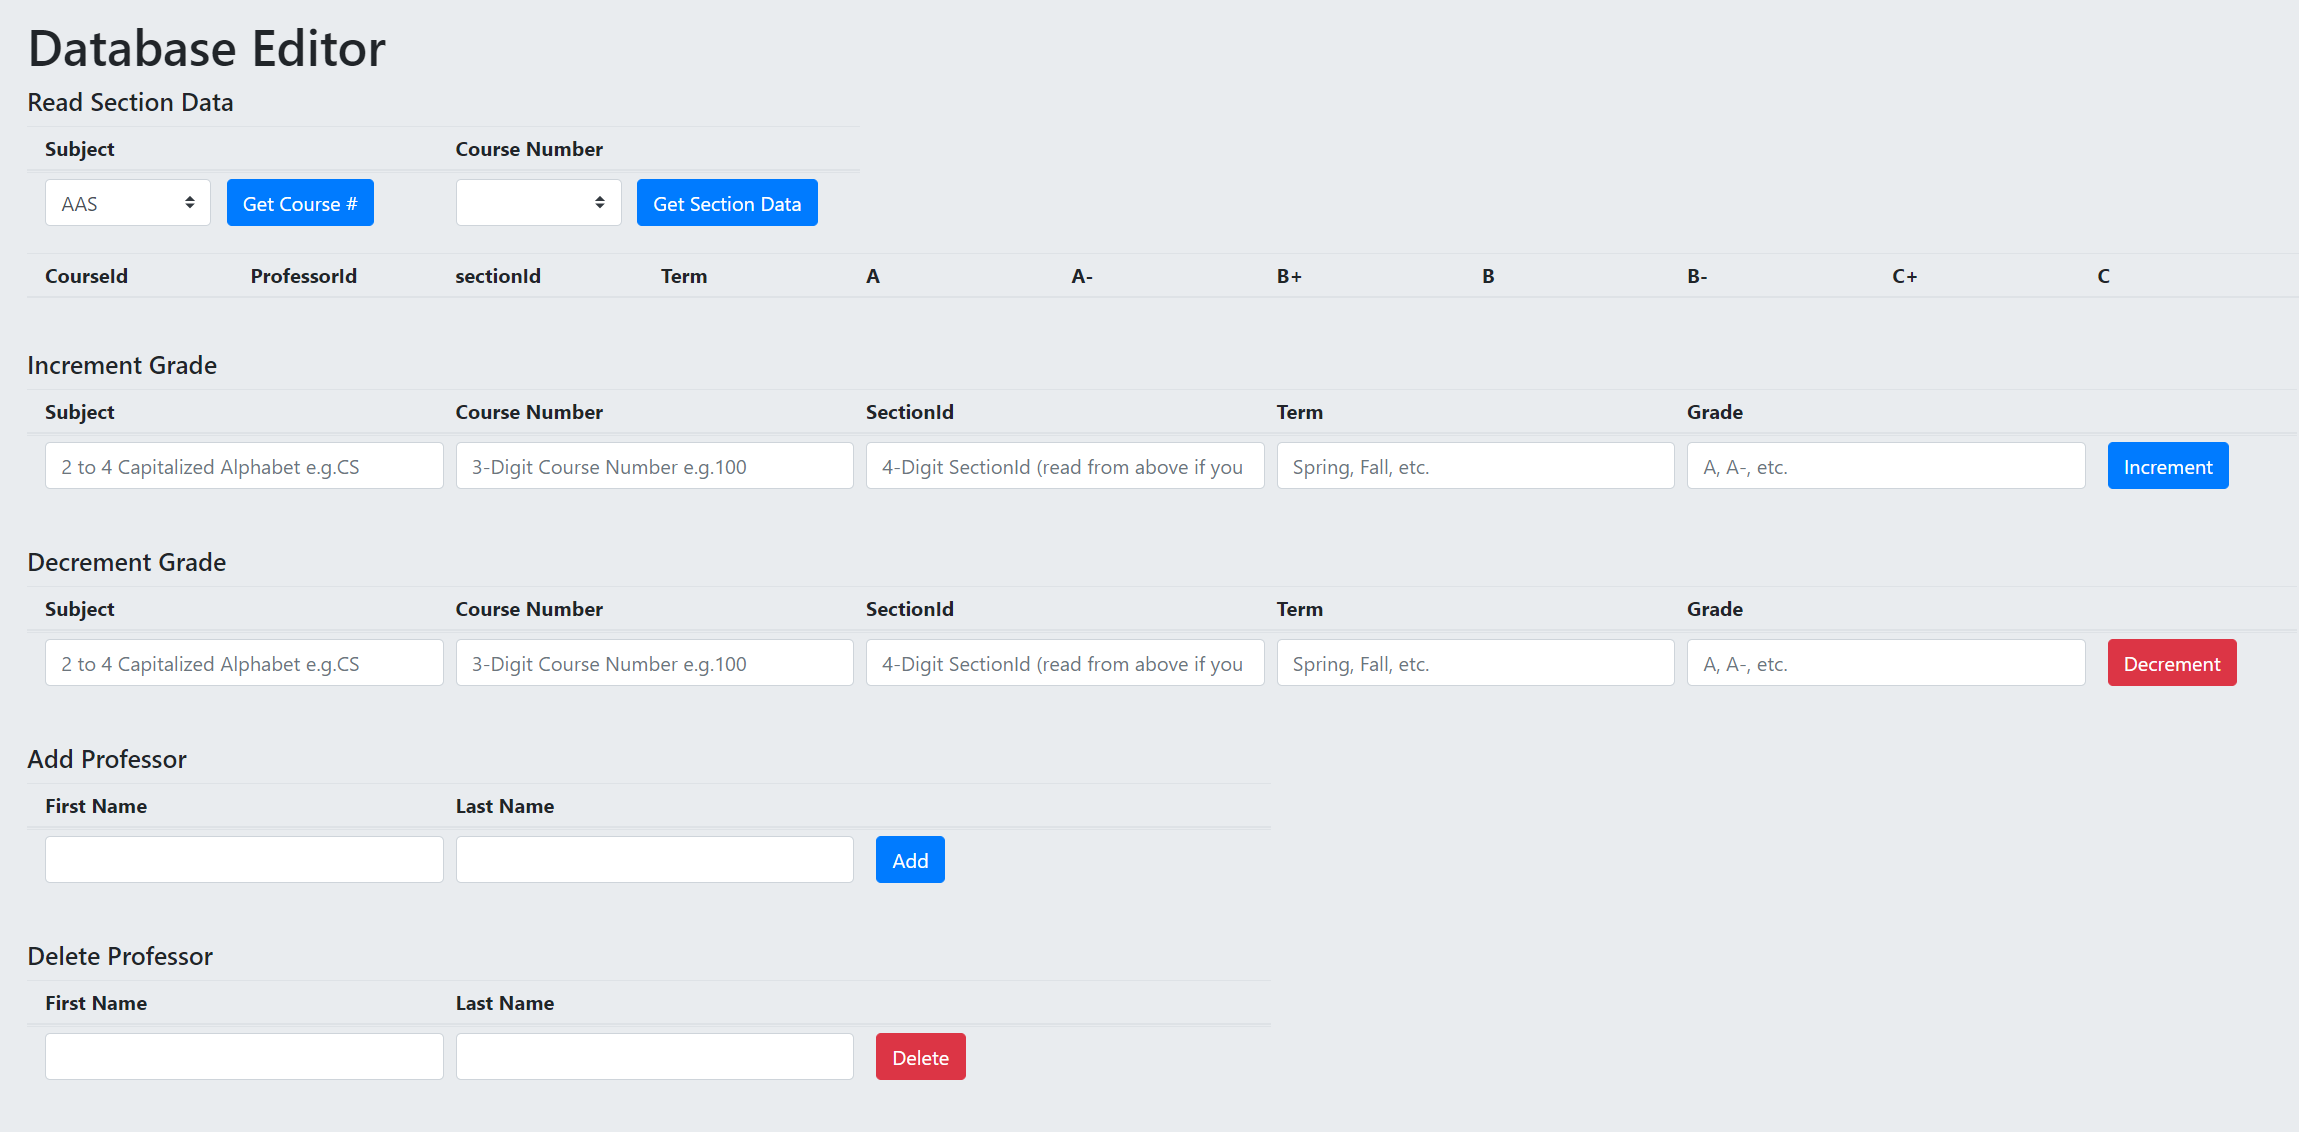 Database Editor
Read Section Data
Subject Course Number
AAS Get Course # Get Section Data
CourseId ProfessorId sectionId Term A A- B+ B B- C+ C
Increment Grade
Subject Course Number SectionId Term Grade
2 to 4 Capitalized Alphabet e.g.CS 3-Digit Course Number e.g.100 4-Digit SectionId (read from above if you Spring, Fall, etc. A, A-, etc. Increment
Decrement Grade
Subject Course Number SectionId Term Grade
2 to 4 Capitalized Alphabet e.g.CS 3-Digit Course Number e.g.100 4-Digit SectionId (read from above if you Spring, Fall, etc. A, A-, etc. Decrement
Add Professor
First Name Last Name
Add
Delete Professor
First Name Last Name
Delete